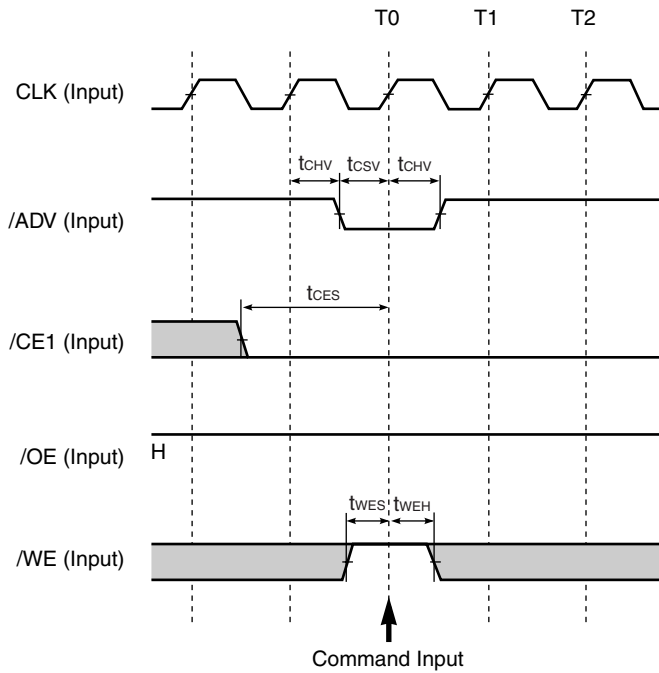 T0 T1 T2
CLK (Input)
tCHV tCSV tCHV
/ADV (Input)
tCES
/CE1 (Input)
/OE (Input) H
tWES tWEH
/WE (Input)
Command Input